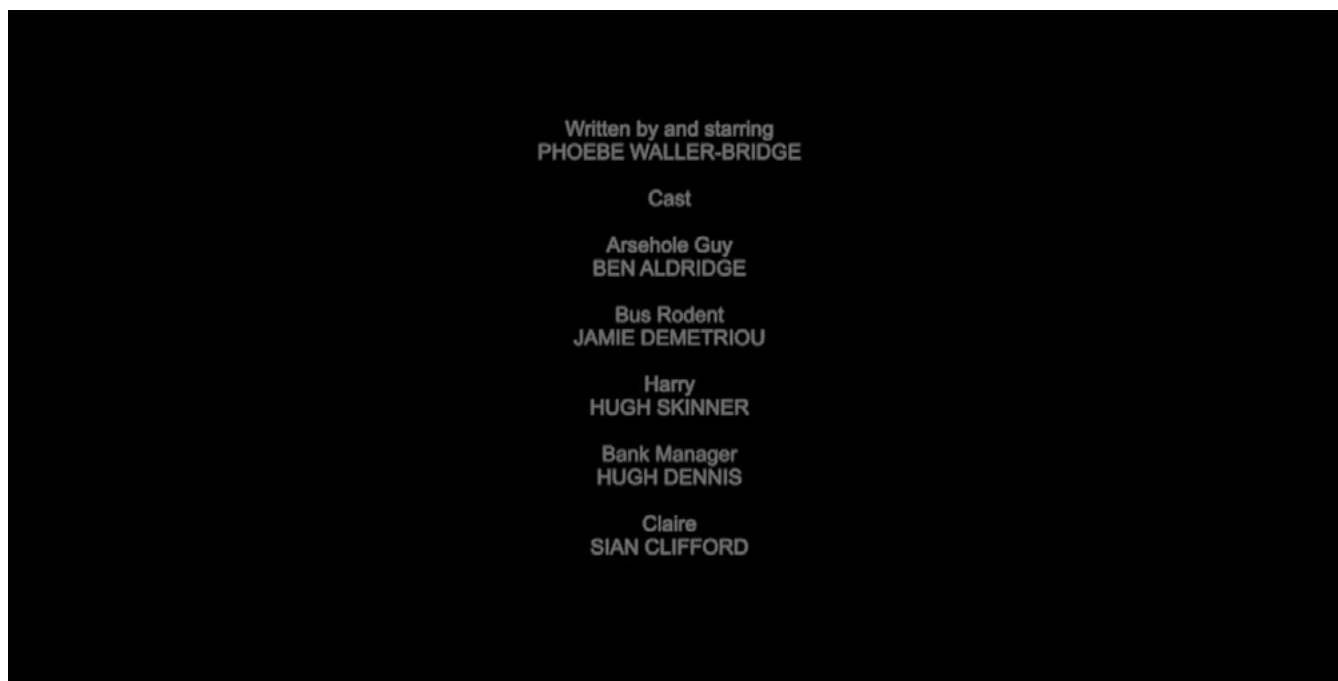 Written by and starring
PHOEBE WALLER-BRIDGE
Cast
Arsehole Guy
BEN ALDRIDGE
Bus Rodent
JAMIE DEMETRIOU
Harry
HUGH SKINNER
Bank Manager
HUGH DENNIS
Claire
SIAN CLIFFORD